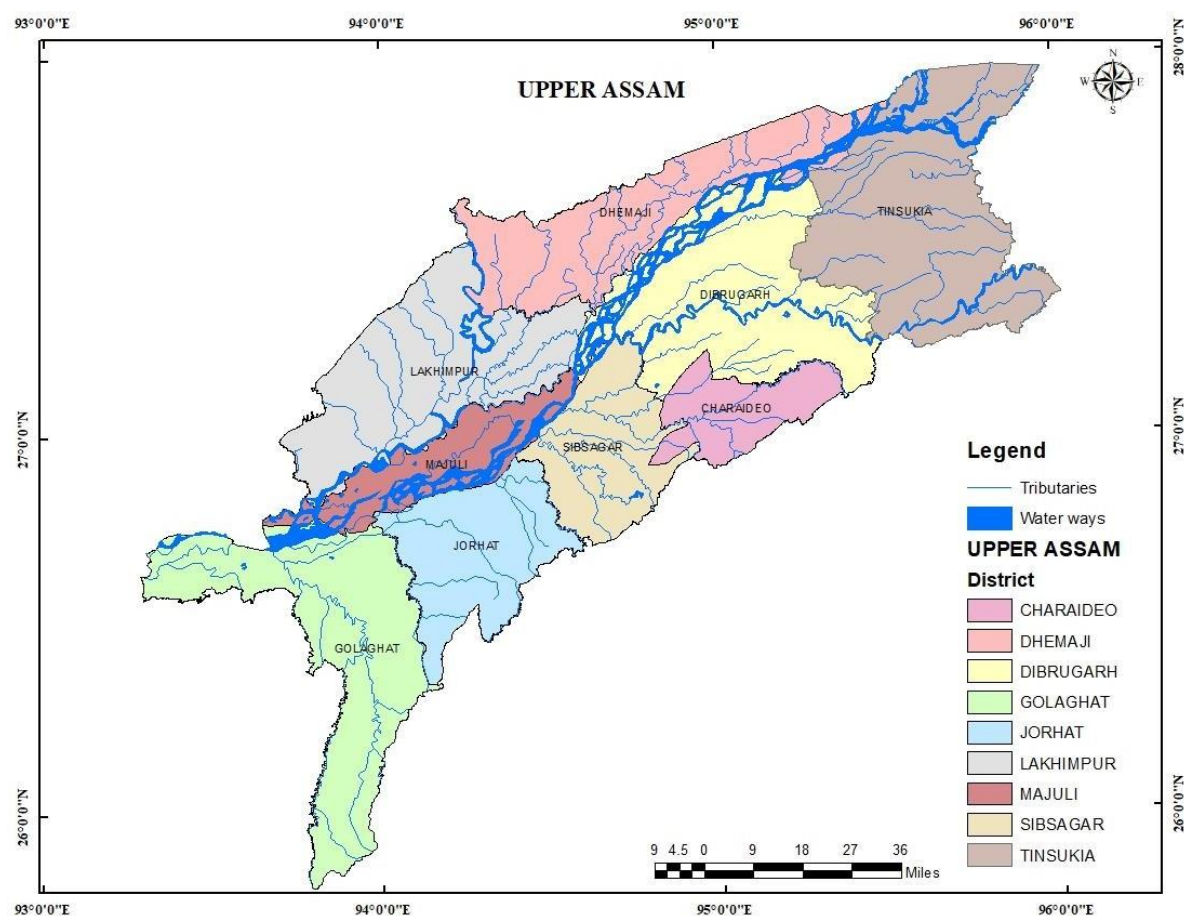 93°0'0"E 94°0'0"E 95°0'0"E 96°0'0"E
28°0'0"N
UPPER ASSAM
N
W E
S
DHEMAJI
TINSUKIA
DIBRUGARH
LAKHIMPUR
CHARAIDEO
27°0'0"N
27°0'0"N
SIBSAGAR
MAJULI
JORHAT
GOLAGHAT
26°0'0"N
26°0'0"N
Legend
Tributaries
Water ways
UPPER ASSAM
District
CHARAIDEO
DHEMAJI
DIBRUGARH
GOLAGHAT
JORHAT
LAKHIMPUR
MAJULI
SIBSAGAR
TINSUKIA
9 4.5 0 9 18 27 36
Miles
93°0'0"E 94°0'0"E 95°0'0"E 96°0'0"E